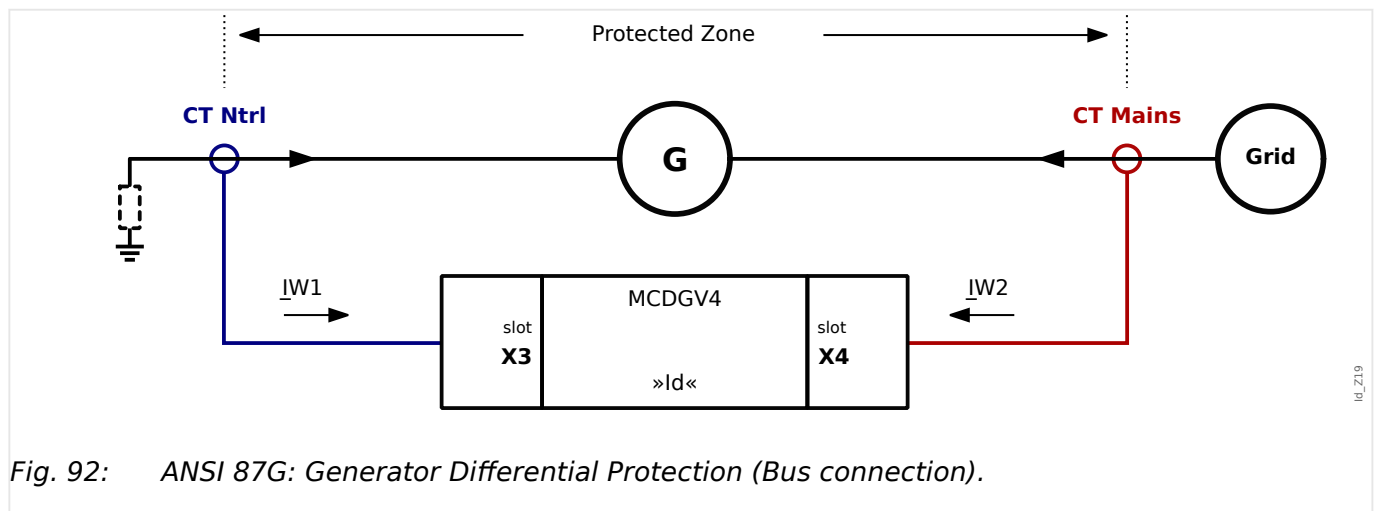 Protected Zone
CT Ntrl
CT Mains
G
Grid
IW1
MCDGV4
IW2
slot
slot
X3
X4
»Id«
Id_Z19
Fig. 92: ANSI 87G: Generator Differential Protection (Bus connection).